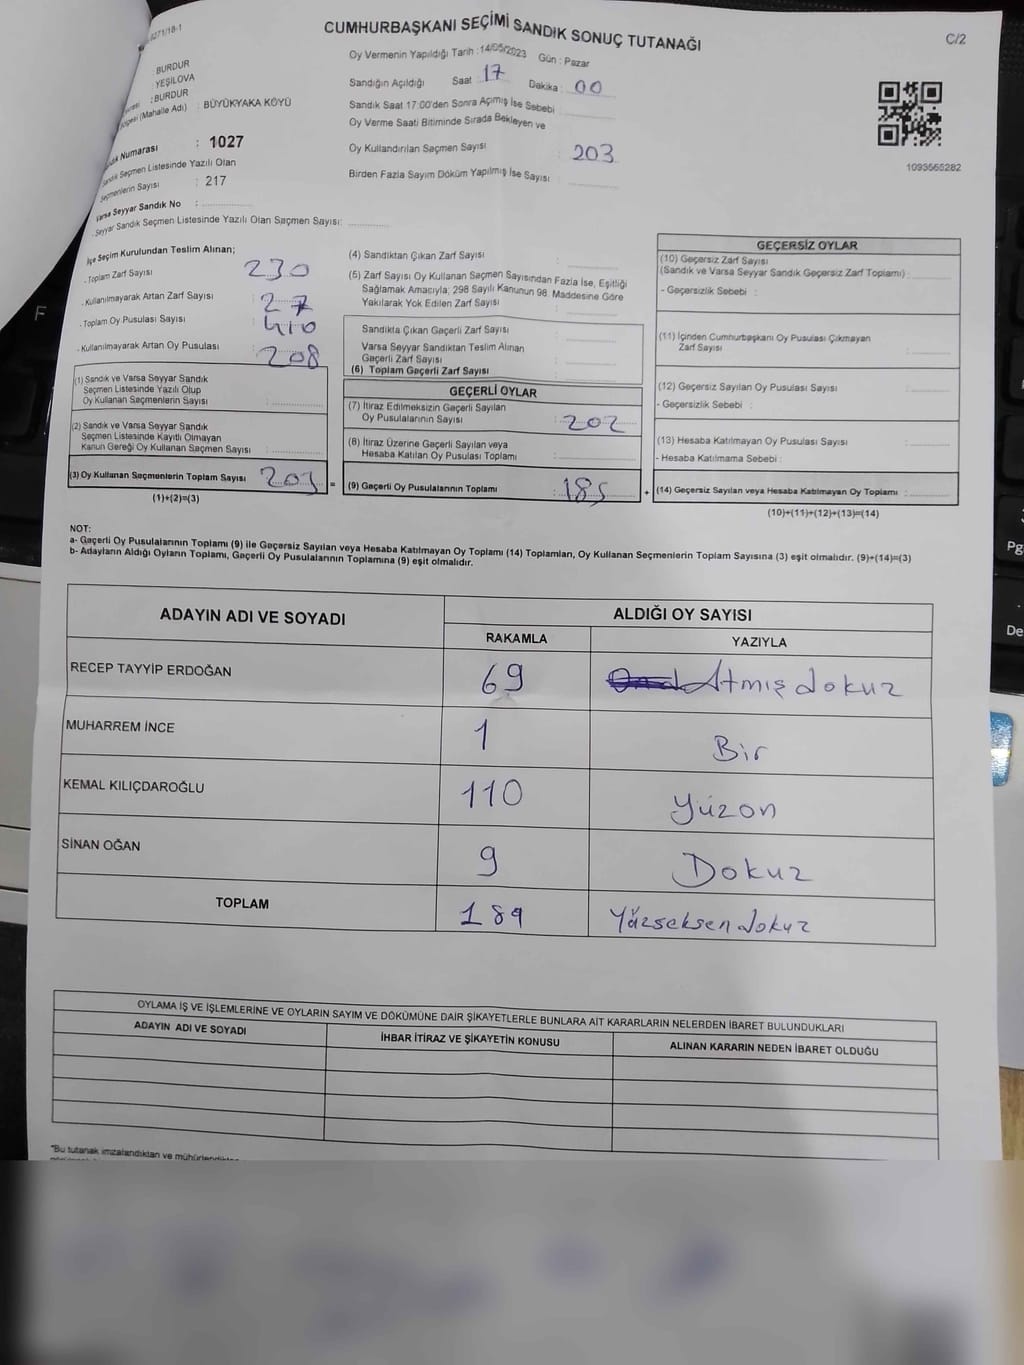 CUMHURBAŞKANI SEÇİMİ SANDIK SONUÇ TUTANAĞI
C/2
: BURDUR
: YEŞİLOVA
: BURDUR
(Mahalle Adı) : BÜYÜKYAKA KÖYÜ
Numarası : 1027
Sandık Seçmen Listesinde Yazılı Olan
Seçmenlerin Sayısı : 217
Varsa Seyyar Sandık No :
- Seyyar Sandık Seçmen Listesinde Yazılı Olan Seçmen Sayısı:
Oy Vermenin Yapıldığı Tarih : 14/05/2023 Gün : Pazar
Sandığın Açıldığı Saat 17 Dakika : 00
Sandık Saat 17:00'den Sonra Açılmış İse Sebebi :
Oy Verme Saati Bitiminde Sırada Bekleyen ve
Oy Kullandırılan Seçmen Sayısı : 203
Birden Fazla Sayım Döküm Yapılmış İse Sayısı :
1093565282
İlçe Seçim Kurulundan Teslim Alınan;
- Toplam Zarf Sayısı : 230
- Kullanılmayarak Artan Zarf Sayısı : 27
- Toplam Oy Pusulası Sayısı : 410
- Kullanılmayarak Artan Oy Pusulası : 208
(1) Sandık ve Varsa Seyyar Sandık
Seçmen Listesinde Yazılı Olup
Oy Kullanan Seçmenlerin Sayısı :
(2) Sandık ve Varsa Seyyar Sandık
Seçmen Listesinde Kayıtlı Olmayan
Kanun Gereği Oy Kullanan Seçmen Sayısı :
(3) Oy Kullanan Seçmenlerin Toplam Sayısı : 203 =
(1)+(2)=(3)
(4) Sandıktan Çıkan Zarf Sayısı :
(5) Zarf Sayısı Oy Kullanan Seçmen Sayısından Fazla İse, Eşitliği
Sağlamak Amacıyla; 298 Sayılı Kanunun 98. Maddesine Göre
Yakılarak Yok Edilen Zarf Sayısı :
Sandıkta Çıkan Geçerli Zarf Sayısı :
Varsa Seyyar Sandıktan Teslim Alınan
Geçerli Zarf Sayısı :
(6) Toplam Geçerli Zarf Sayısı :
GEÇERLİ OYLAR
(7) İtiraz Edilmeksizin Geçerli Sayılan
Oy Pusulalarının Sayısı : 202
(8) İtiraz Üzerine Geçerli Sayılan veya
Hesaba Katılan Oy Pusulası Toplamı :
(9) Geçerli Oy Pusulalarının Toplamı : 185 +
GEÇERSİZ OYLAR
(10) Geçersiz Zarf Sayısı
(Sandık ve Varsa Seyyar Sandık Geçersiz Zarf Toplamı) :
- Geçersizlik Sebebi :
(11) İçinden Cumhurbaşkanı Oy Pusulası Çıkmayan
Zarf Sayısı :
(12) Geçersiz Sayılan Oy Pusulası Sayısı :
- Geçersizlik Sebebi :
(13) Hesaba Katılmayan Oy Pusulası Sayısı :
- Hesaba Katılmama Sebebi :
(14) Geçersiz Sayılan veya Hesaba Katılmayan Oy Toplamı :
(10)+(11)+(12)+(13)=(14)
NOT:
a- Geçerli Oy Pusulalarının Toplamı (9) ile Geçersiz Sayılan veya Hesaba Katılmayan Oy Toplamı (14) Toplamları, Oy Kullanan Seçmenlerin Toplam Sayısına (3) eşit olmalıdır. (9)+(14)=(3)
b- Adayların Aldığı Oyların Toplamı, Geçerli Oy Pusulalarının Toplamına (9) eşit olmalıdır.
ADAYIN ADI VE SOYADI ALDIĞI OY SAYISI
RAKAMLA YAZIYLA
RECEP TAYYİP ERDOĞAN 69 Atmış dokuz
MUHARREM İNCE 1 Bir
KEMAL KILIÇDAROĞLU 110 Yüzon
SİNAN OĞAN 9 Dokuz
TOPLAM 189 Yüzseksen dokuz
OYLAMA İŞ VE İŞLEMLERİNE VE OYLARIN SAYIM VE DÖKÜMÜNE DAİR ŞİKAYETLERLE BUNLARA AİT KARARLARIN NELERDEN İBARET BULUNDUKLARI
ADAYIN ADI VE SOYADI İHBAR İTİRAZ VE ŞİKAYETİN KONUSU ALINAN KARARIN NEDEN İBARET OLDUĞU
"Bu tutanak imzalandıktan ve